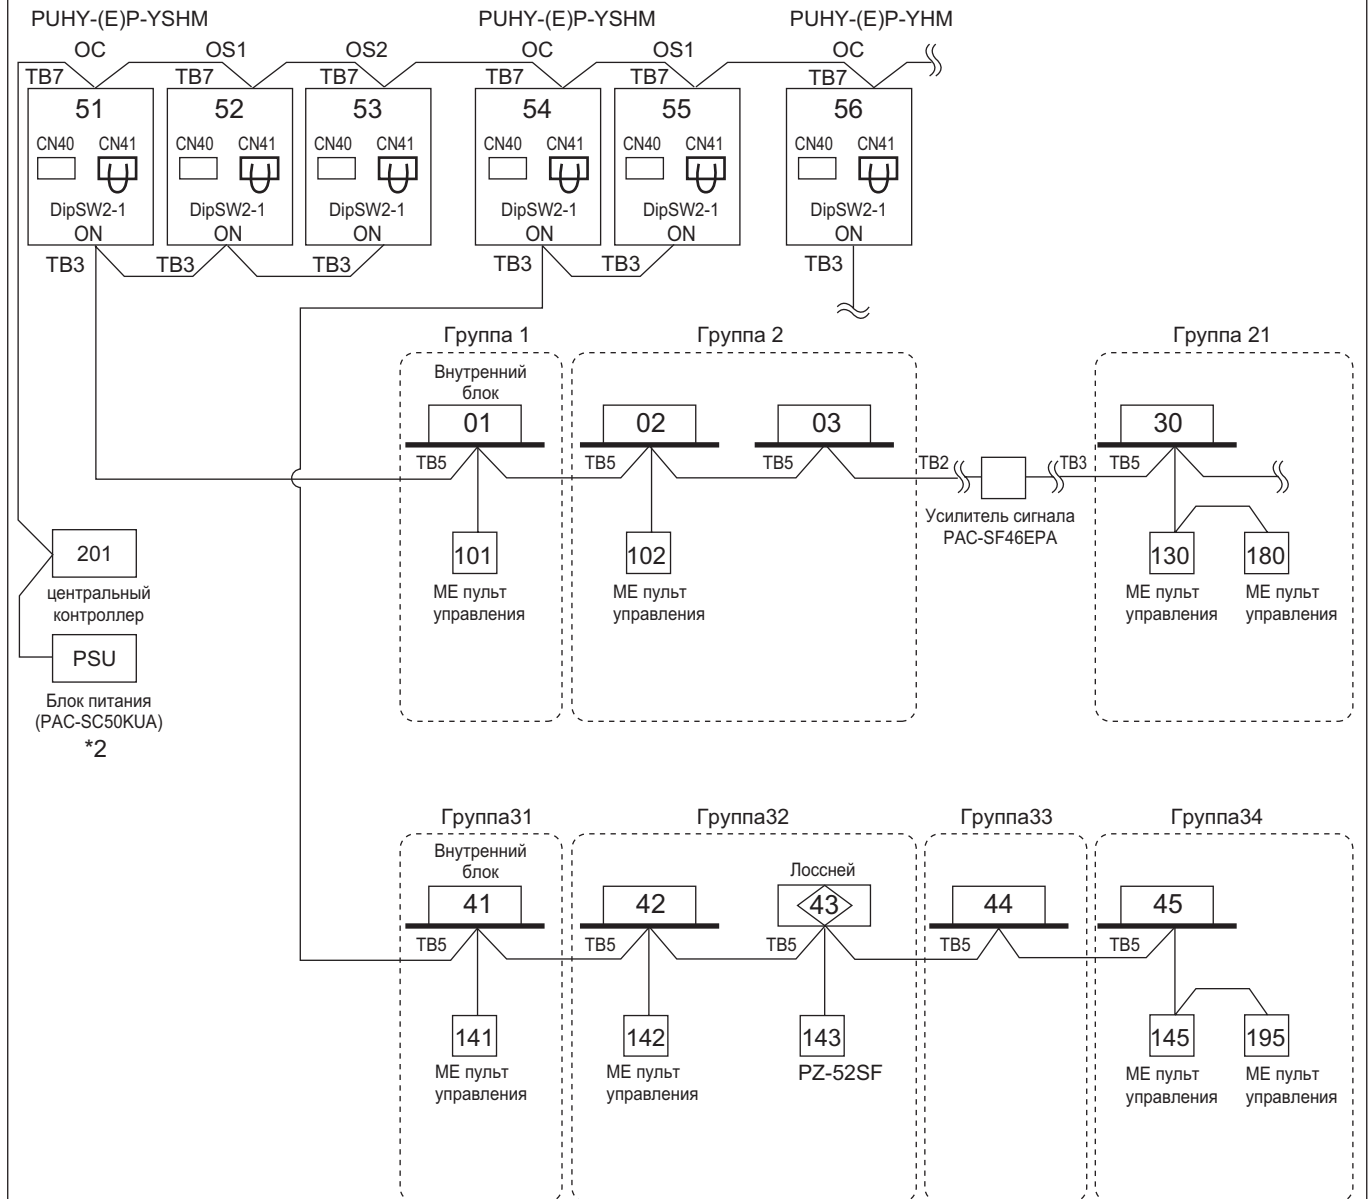 PUHY-(E)P-YSHM PUHY-(E)P-YSHM PUHY-(E)P-YHM
OC OS1 OS2 OC OS1 OC
TB7 TB7 TB7 TB7 TB7 TB7
51 52 53 54 55 56
CN40 CN41 CN40 CN41 CN40 CN41 CN40 CN41 CN40 CN41 CN40 CN41
DipSW2-1 DipSW2-1 DipSW2-1 DipSW2-1 DipSW2-1 DipSW2-1
ON ON ON ON ON ON
TB3 TB3 TB3 TB3 TB3 TB3
Группа 1 Группа 2 Группа 21
Внутренний
блок
01 02 03 30
TB5 TB5 TB5 TB2 TB3 TB5
Усилитель сигнала
PAC-SF46EPA
101 102 130 180
МЕ пульт
управления
МЕ пульт
управления
МЕ пульт
управления
МЕ пульт
управления
201
центральный
контроллер
PSU
Блок питания
(PAC-SC50KUA)
*2
Группа31 Группа32 Группа33 Группа34
Внутренний
блок
Лоссней
41 42 43 44 45
TB5 TB5 TB5 TB5 TB5
141 142 143 145 195
МЕ пульт
управления
МЕ пульт
управления
PZ-52SF
МЕ пульт
управления
МЕ пульт
управления